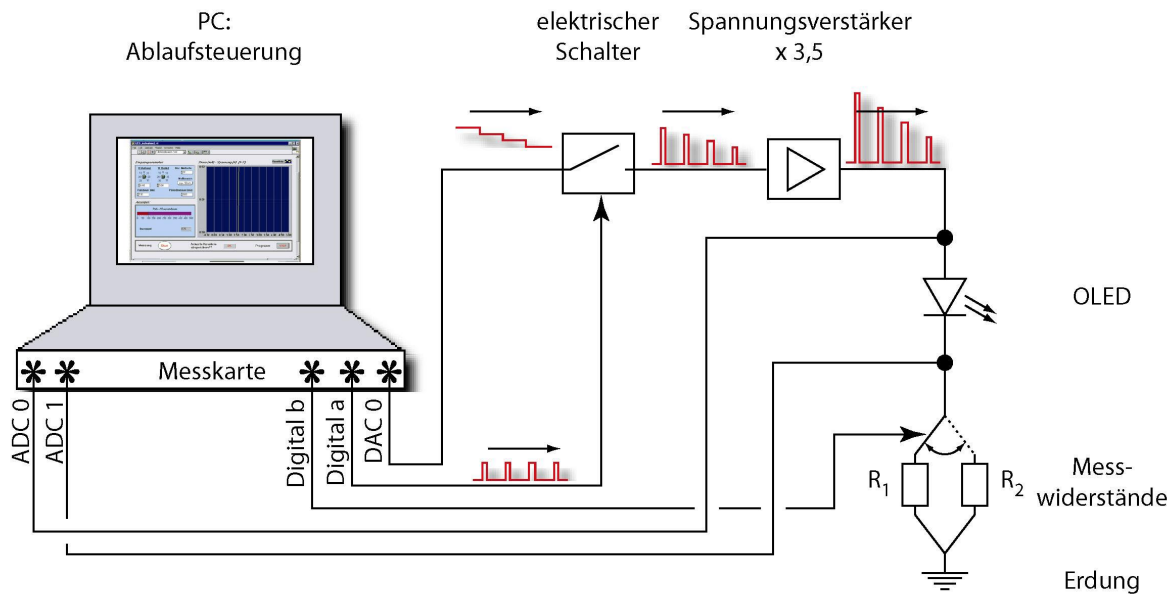 PC:
Ablaufsteuerung
elektrischer
Schalter
Spannungsverstärker
x 3,5
OLED
Messkarte
ADC 0
ADC 1
Digital b
Digital a
DAC 0
R1
R2
Mess-
widerstände
Erdung